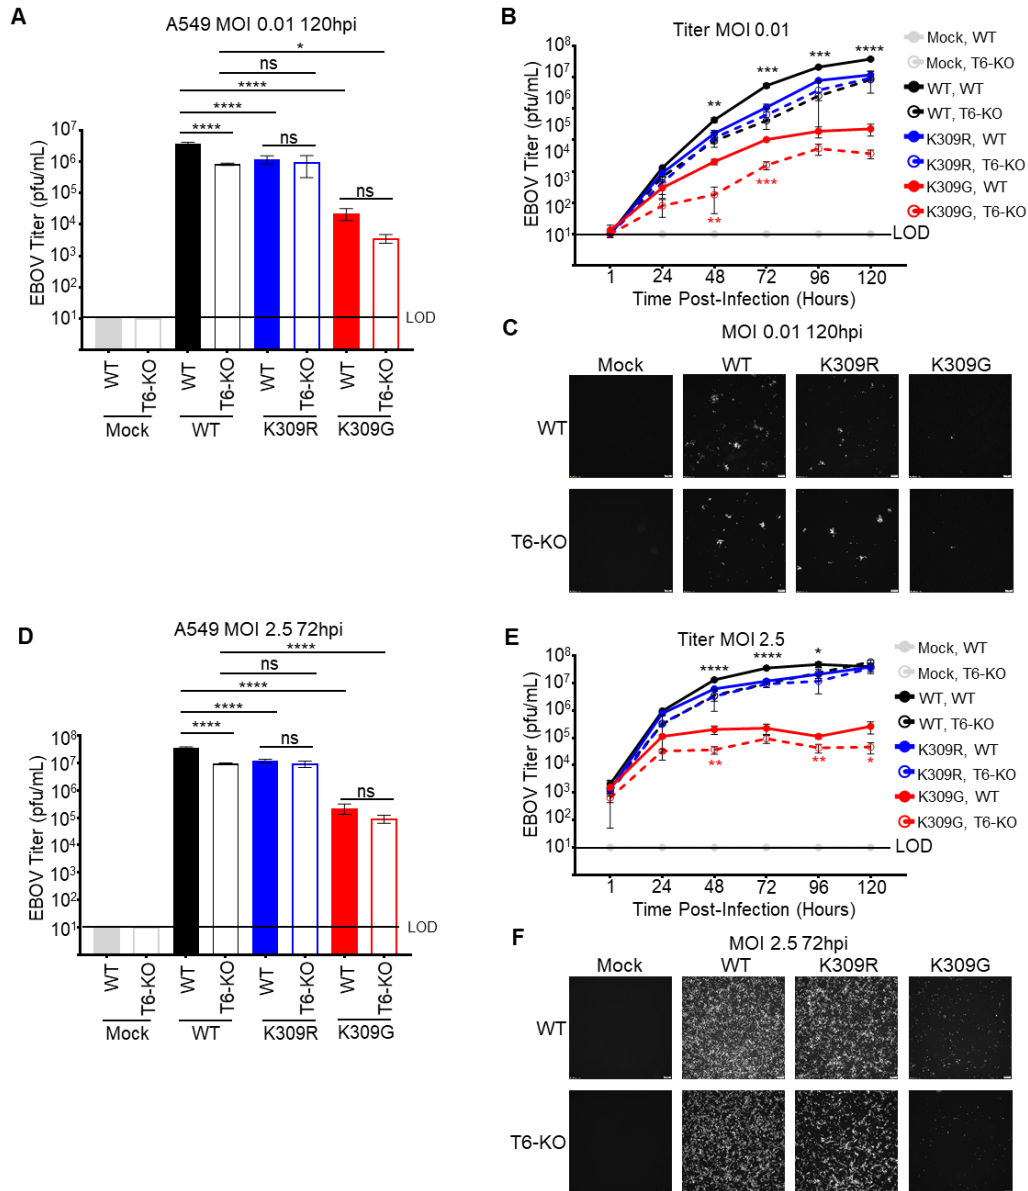 A
A549 MOI 0.01 120hpi
*
ns
****
****
****
ns
ns
EBOV Titer (pfu/mL)
10^7
10^6
10^5
10^4
10^3
10^2
10^1
LOD
WT
T6-KO
WT
T6-KO
WT
T6-KO
WT
T6-KO
Mock
WT
K309R
K309G
B
Titer MOI 0.01
EBOV Titer (pfu/mL)
10^8
10^7
10^6
10^5
10^4
10^3
10^2
10^1
**
***
***
****
**
***
LOD
1 24 48 72 96 120
Time Post-Infection (Hours)
Mock, WT
Mock, T6-KO
WT, WT
WT, T6-KO
K309R, WT
K309R, T6-KO
K309G, WT
K309G, T6-KO
C
MOI 0.01 120hpi
Mock WT K309R K309G
WT
T6-KO
D
A549 MOI 2.5 72hpi
****
ns
****
****
****
ns
ns
EBOV Titer (pfu/mL)
10^8
10^7
10^6
10^5
10^4
10^3
10^2
10^1
LOD
WT
T6-KO
WT
T6-KO
WT
T6-KO
WT
T6-KO
Mock
WT
K309R
K309G
E
Titer MOI 2.5
EBOV Titer (pfu/mL)
10^8
10^7
10^6
10^5
10^4
10^3
10^2
10^1
****
****
*
**
**
*
LOD
1 24 48 72 96 120
Time Post-Infection (Hours)
Mock, WT
Mock, T6-KO
WT, WT
WT, T6-KO
K309R, WT
K309R, T6-KO
K309G, WT
K309G, T6-KO
F
MOI 2.5 72hpi
Mock WT K309R K309G
WT
T6-KO